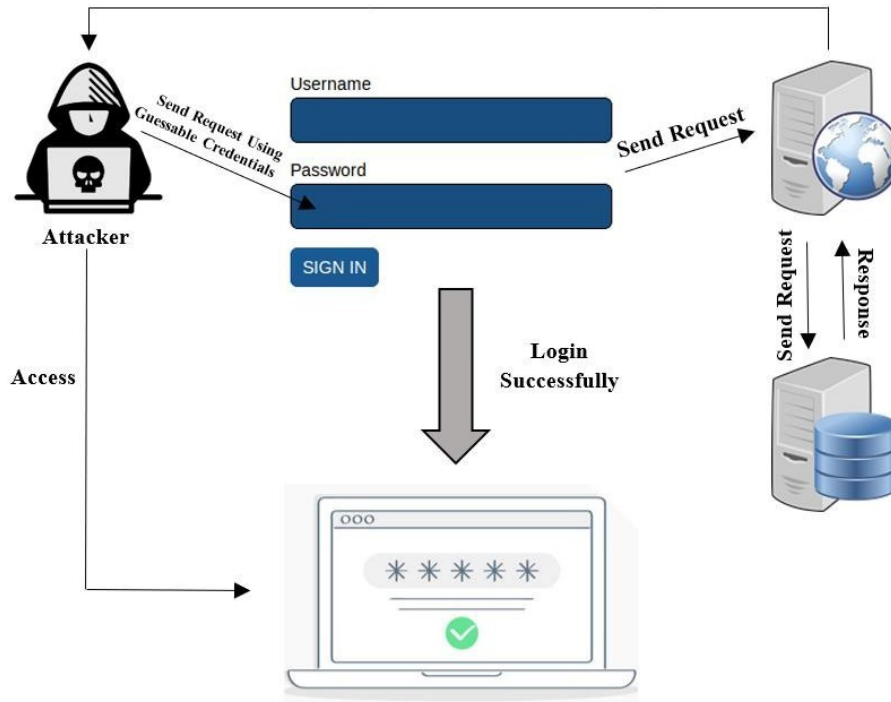 Username
Send Request Using
Guessable Credentials
Send Request
Password
Attacker
SIGN IN
Send Request
Response
Login
Successfully
Access